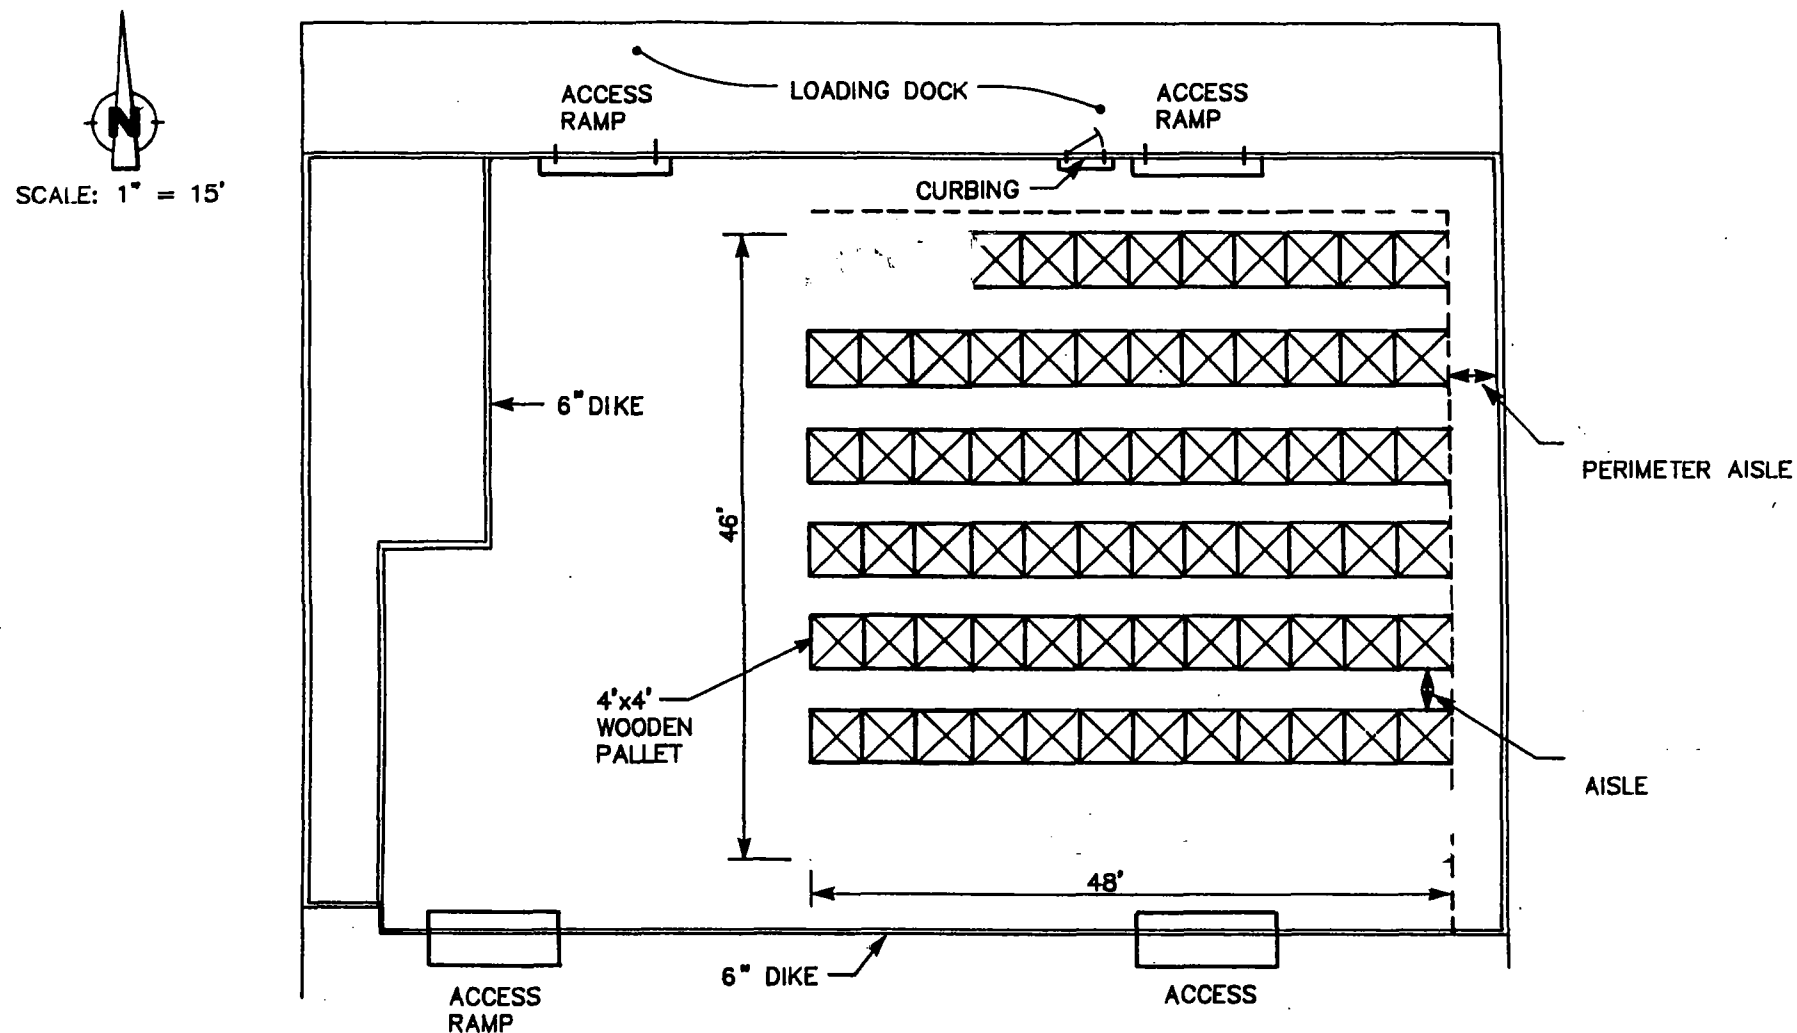 N
SCALE: 1" = 15'
LOADING DOCK
ACCESS
RAMP
ACCESS
RAMP
CURBING
6" DIKE
PERIMETER AISLE
46'
4'x4'
WOODEN
PALLET
AISLE
48'
6" DIKE
ACCESS
RAMP
ACCESS